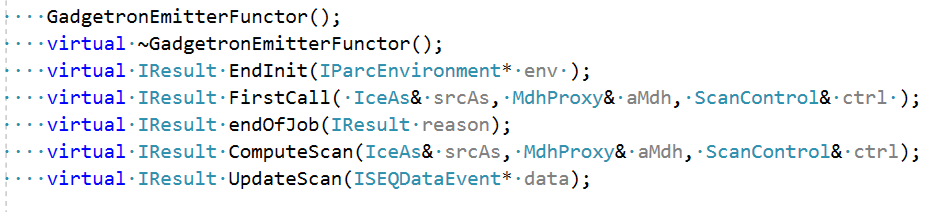 GadgetronEmitterFunctor();
virtual ~GadgetronEmitterFunctor();
virtual IResult EndInit(IParcEnvironment* env );
virtual IResult FirstCall( IceAs& srcAs, MdhProxy& aMdh, ScanControl& ctrl );
virtual IResult endOfJob(IResult reason);
virtual IResult ComputeScan(IceAs& srcAs, MdhProxy& aMdh, ScanControl& ctrl);
virtual IResult UpdateScan(ISEQDataEvent* data);